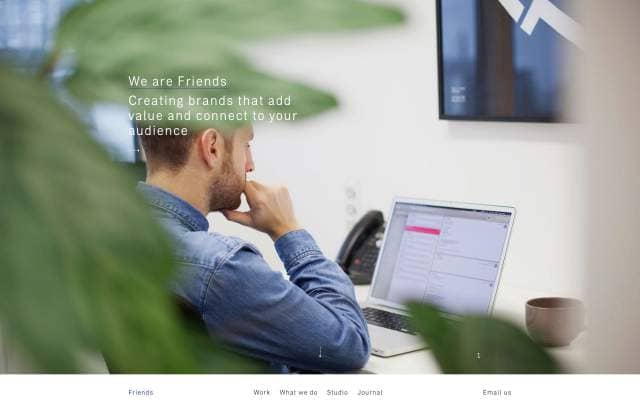 We are Friends
Creating brands that add
value and connect to your
audience
→
↓
1
Friends
Work What we do Studio Journal
Email us